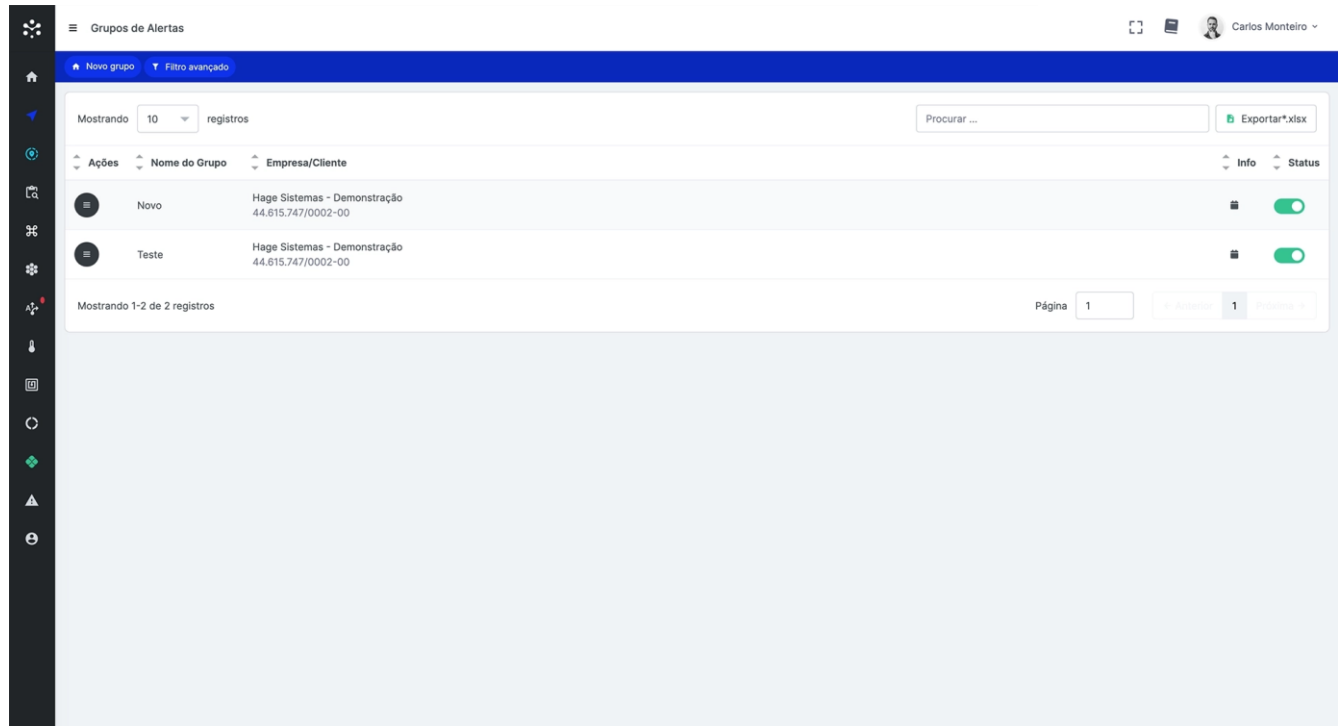 Grupos de Alertas
Carlos Monteiro
Novo grupo Filtro avançado
Mostrando 10 registros
Procurar ...
Exportar*.xlsx
Ações Nome do Grupo Empresa/Cliente Info Status
Novo Hage Sistemas - Demonstração
44.615.747/0002-00
Teste Hage Sistemas - Demonstração
44.615.747/0002-00
Mostrando 1-2 de 2 registros
Página 1 ← Anterior 1 Próxima →